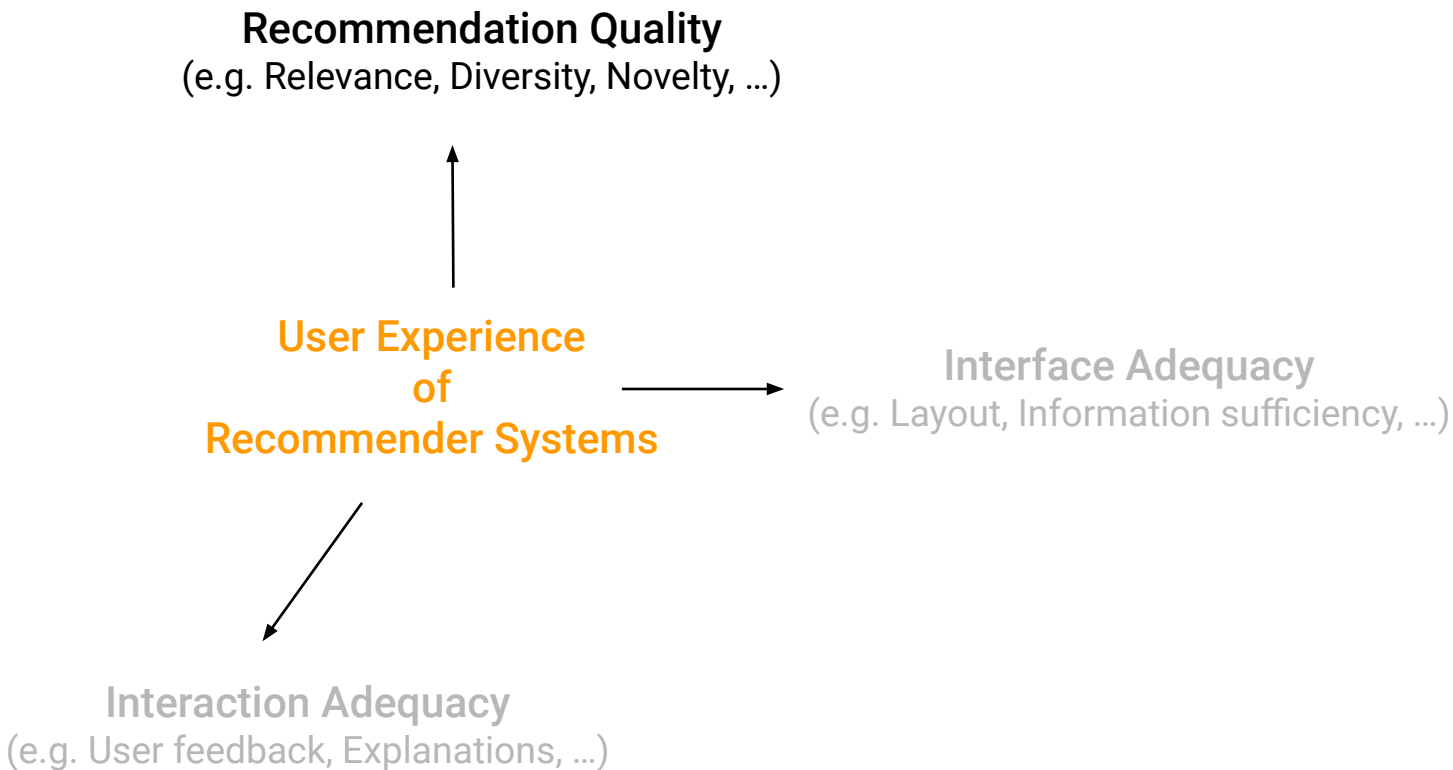 Recommendation Quality
(e.g. Relevance, Diversity, Novelty, …)
User Experience
of
Recommender Systems
Interface Adequacy
(e.g. Layout, Information sufficiency, …)
Interaction Adequacy
(e.g. User feedback, Explanations, …)